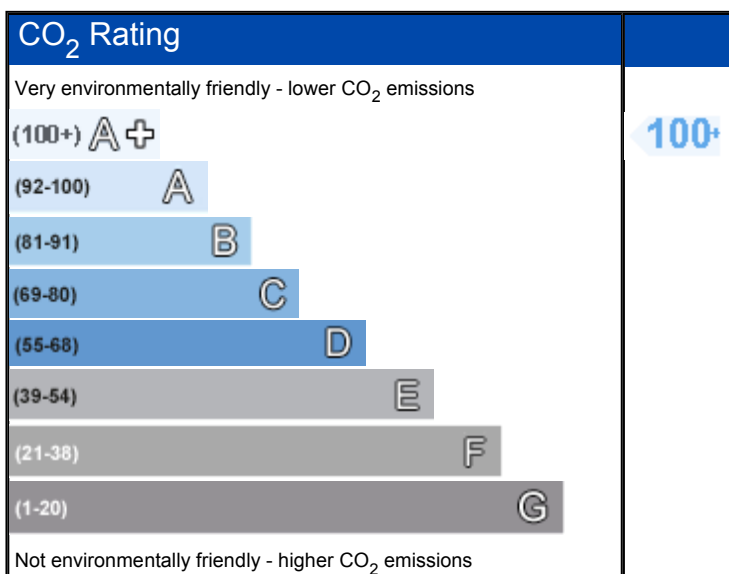 CO₂ Rating
Very environmentally friendly - lower CO₂ emissions
(100+) A+ 100+
(92-100) A
(81-91) B
(69-80) C
(55-68) D
(39-54) E
(21-38) F
(1-20) G
Not environmentally friendly - higher CO₂ emissions